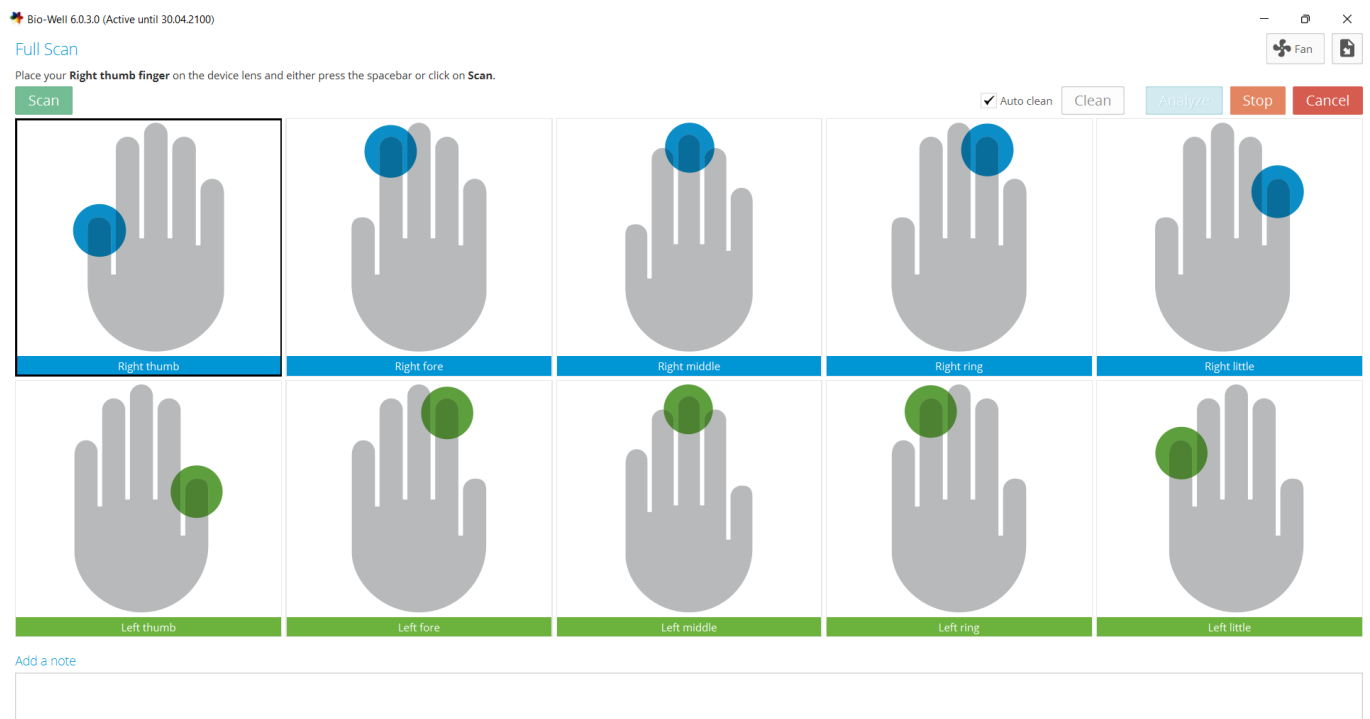 Bio-Well 6.0.3.0 (Active until 30.04.2100)
Full Scan
Fan
Place your Right thumb finger on the device lens and either press the spacebar or click on Scan.
Scan
Auto clean
Clean
Analyze
Stop
Cancel
Right thumb
Right fore
Right middle
Right ring
Right little
Left thumb
Left fore
Left middle
Left ring
Left little
Add a note